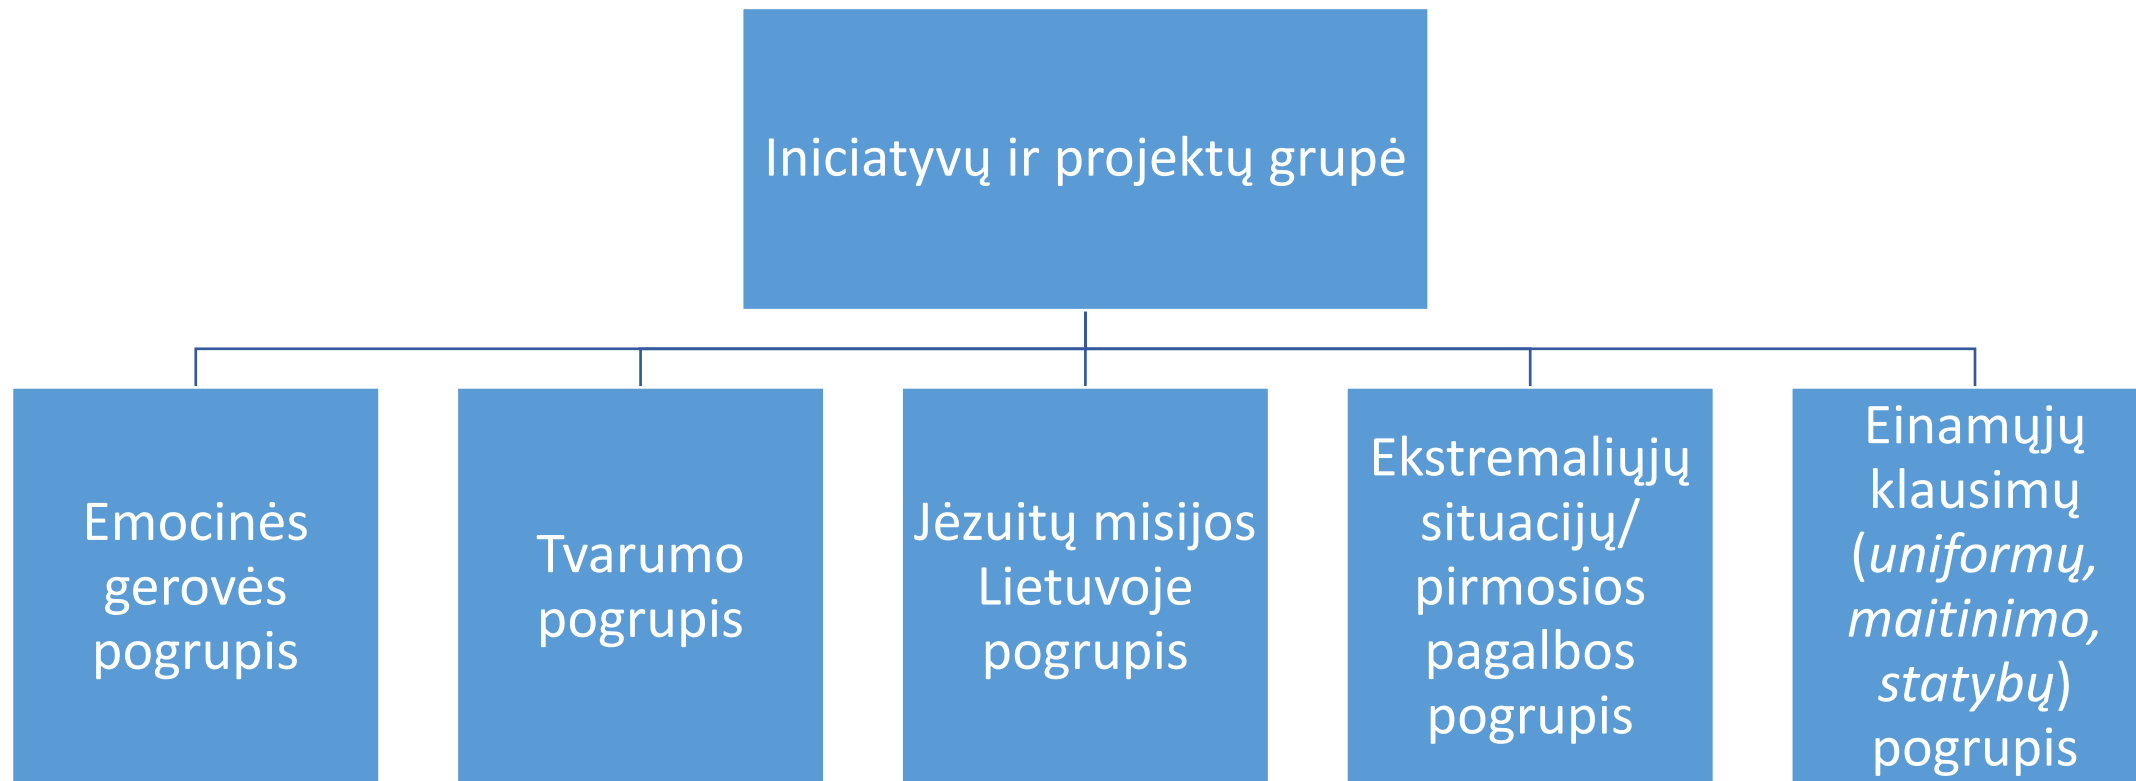 Iniciatyvų ir projektų grupė
Emocinės
gerovės
pogrupis
Tvarumo
pogrupis
Jėzuitų misijos
Lietuvoje
pogrupis
Ekstremaliųjų
situacijų/
pirmosios
pagalbos
pogrupis
Einamųjų
klausimų
(uniformų,
maitinimo,
statybų)
pogrupis